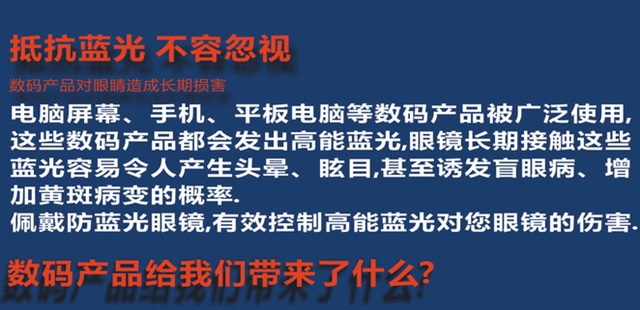 抵抗蓝光 不容忽视
数码产品对眼睛造成长期损害
电脑屏幕、手机、平板电脑等数码产品被广泛使用,
这些数码产品都会发出高能蓝光,眼镜长期接触这些
蓝光容易令人产生头晕、眩目,甚至诱发盲眼病、增
加黄斑病变的概率.
佩戴防蓝光眼镜,有效控制高能蓝光对您眼镜的伤害.
数码产品给我们带来了什么?